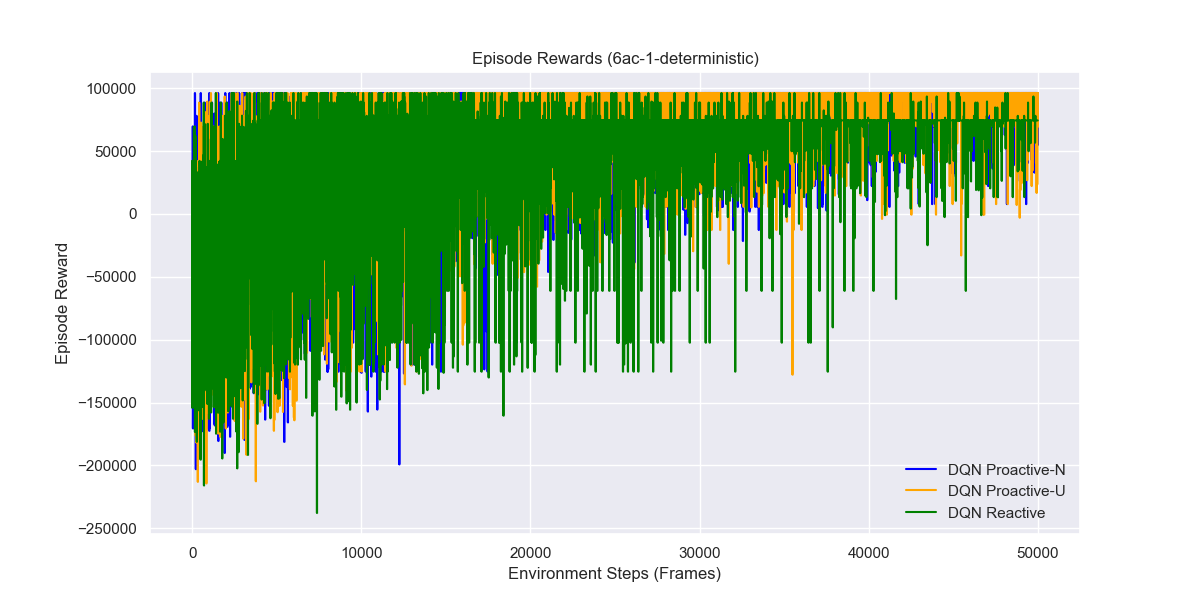 Episode Rewards (6ac-1-deterministic)
Episode Reward
100000
50000
0
−50000
−100000
−150000
−200000
−250000
DQN Proactive-N
DQN Proactive-U
DQN Reactive
0 10000 20000 30000 40000 50000
Environment Steps (Frames)